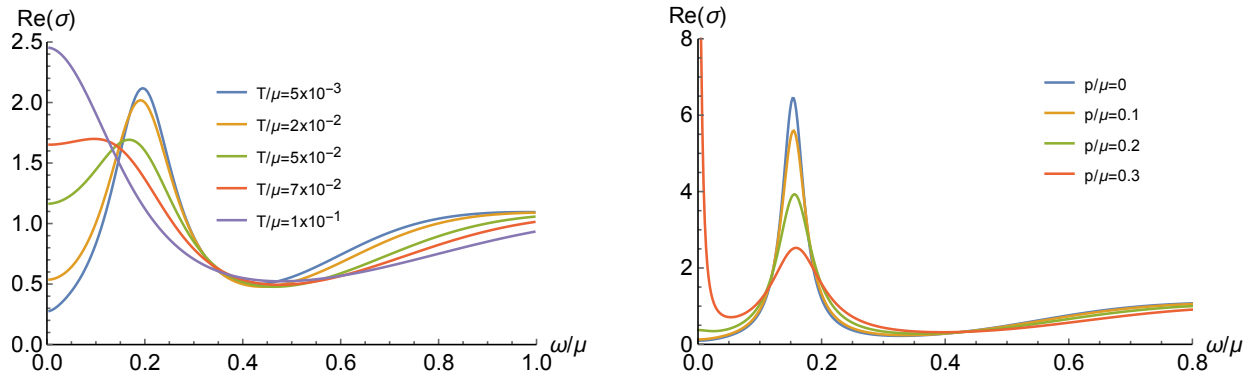 Re(σ)
2.5
2.0
1.5
1.0
0.5
0.0
0.0 0.2 0.4 0.6 0.8 1.0 ω/μ
T/μ=5x10⁻³
T/μ=2x10⁻²
T/μ=5x10⁻²
T/μ=7x10⁻²
T/μ=1x10⁻¹
Re(σ)
8
6
4
2
0
0.0 0.2 0.4 0.6 0.8 ω/μ
p/μ=0
p/μ=0.1
p/μ=0.2
p/μ=0.3